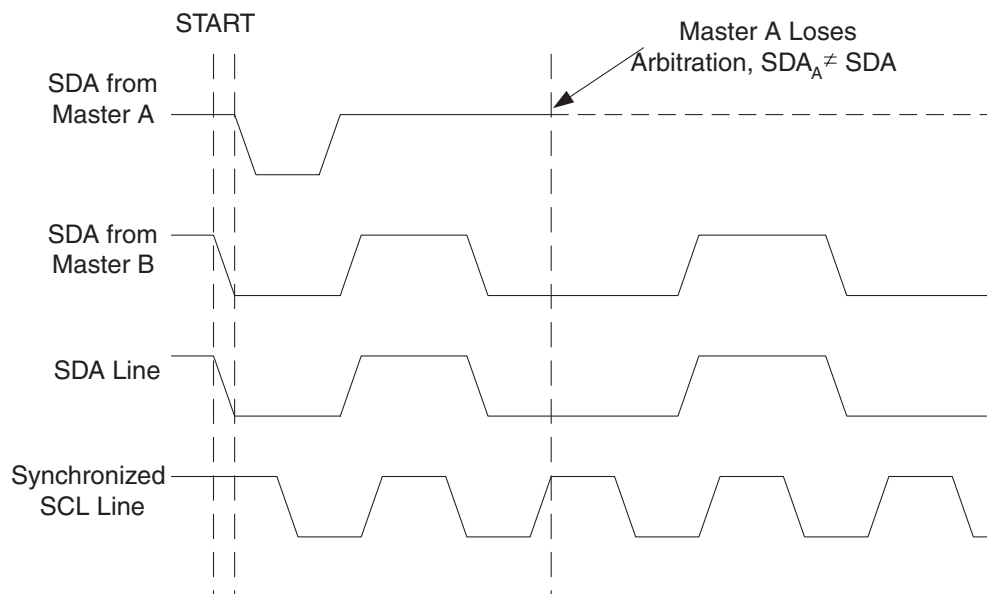 START
Master A Loses
Arbitration, SDA_A ≠ SDA
SDA from
Master A
SDA from
Master B
SDA Line
Synchronized
SCL Line